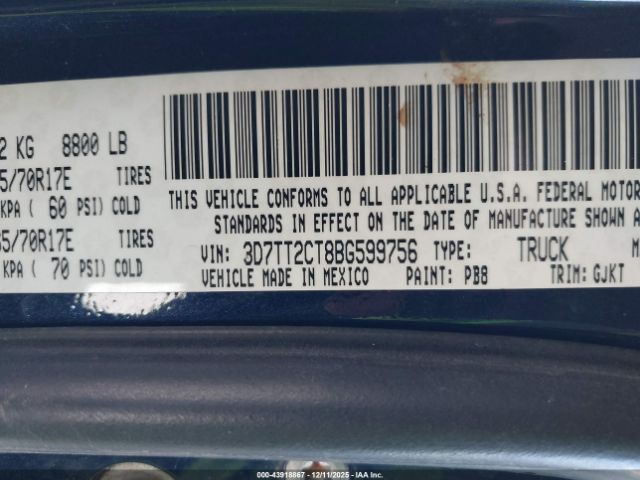 2 KG 8800 LB
5/70R17E TIRES
KPA ( 60 PSI) COLD
5/70R17E TIRES
KPA ( 70 PSI) COLD
THIS VEHICLE CONFORMS TO ALL APPLICABLE U.S.A. FEDERAL MOTOR
STANDARDS IN EFFECT ON THE DATE OF MANUFACTURE SHOWN A
VIN: 3D7TT2CT8BG599756 TYPE: TRUCK M
VEHICLE MADE IN MEXICO PAINT: PB8 TRIM: GJKT
0-43918867 - 12/11/2025 - IAA Inc.